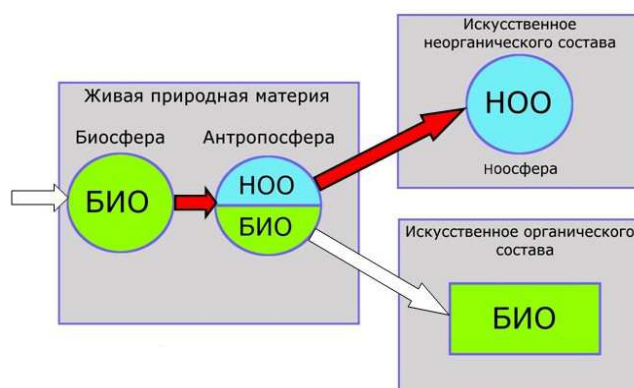 Живая природная материя
Биосфера
Антропосфера
БИО
НОО
БИО
Искусственное
неорганического состава
НОО
Ноосфера
Искусственное органического
состава
БИО